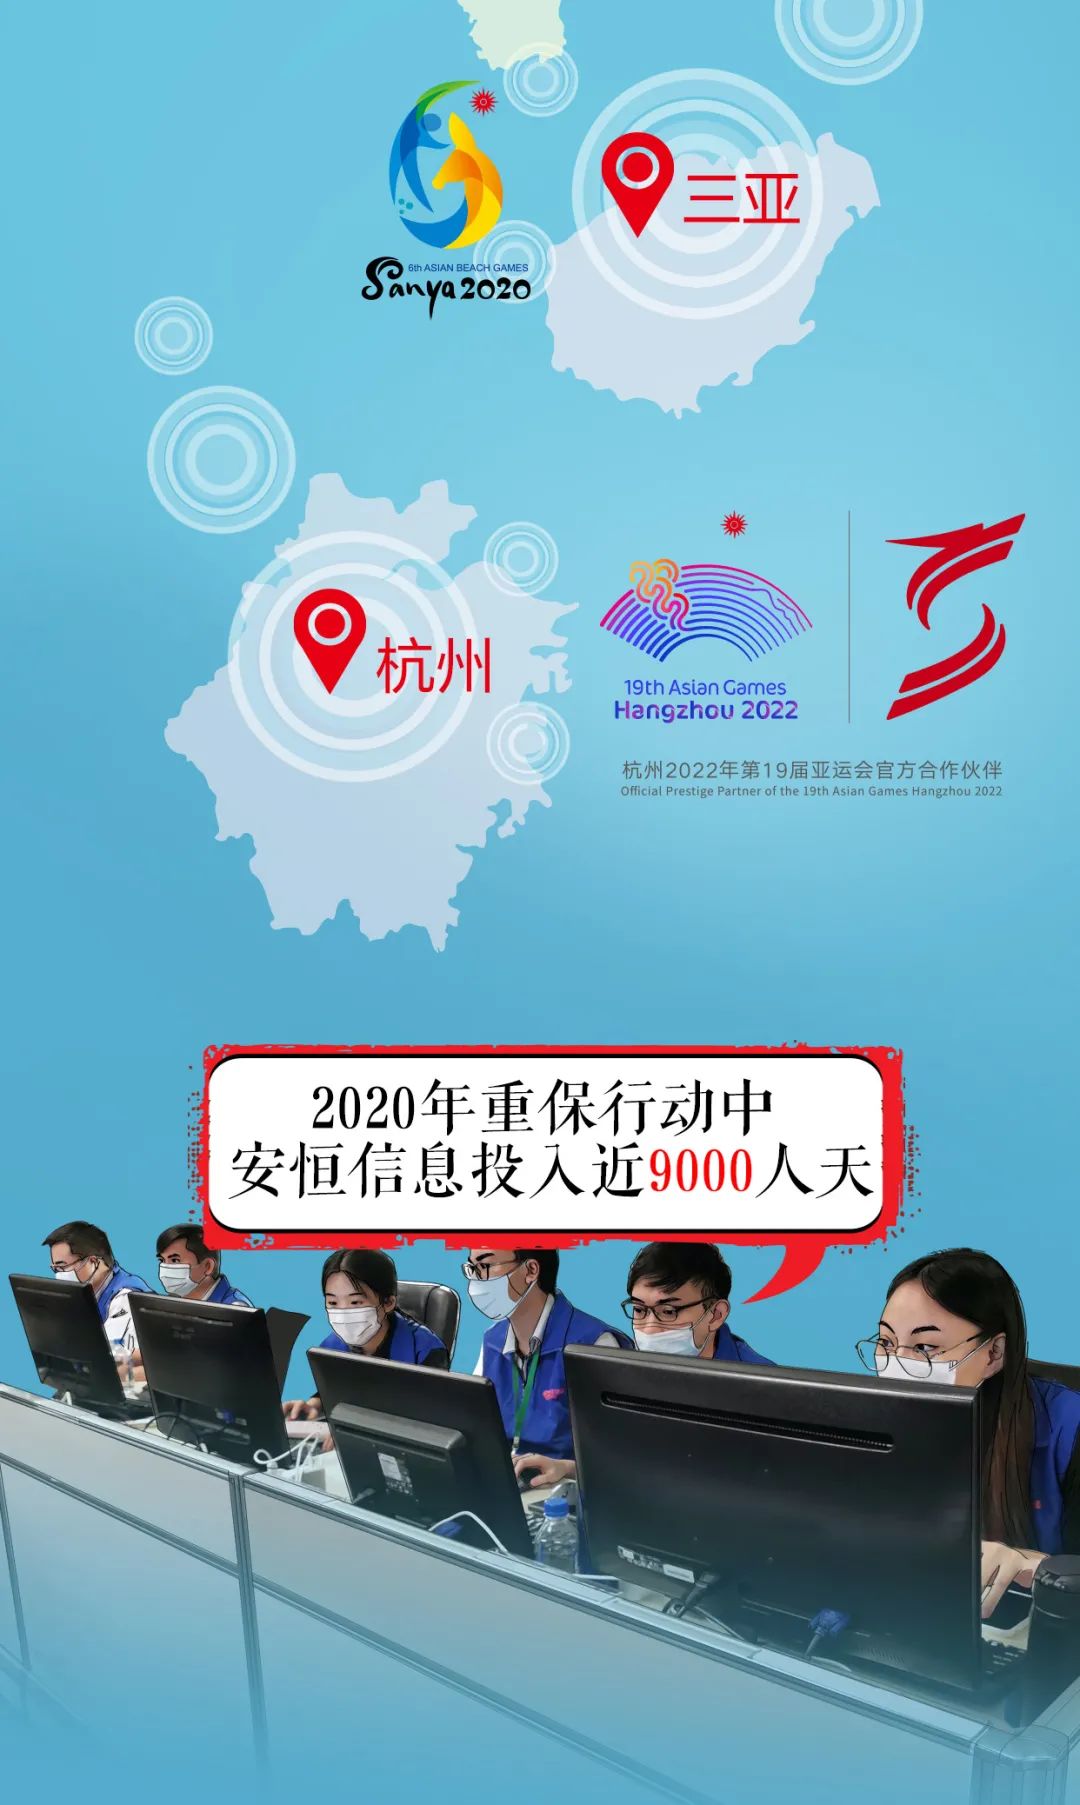 6th ASIAN BEACH GAMES
Sanya2020
三亚
杭州
19th Asian Games
Hangzhou 2022
杭州2022年第19届亚运会官方合作伙伴
Official Prestige Partner of the 19th Asian Games Hangzhou 2022
2020年重保行动中
安恒信息投入近9000人天